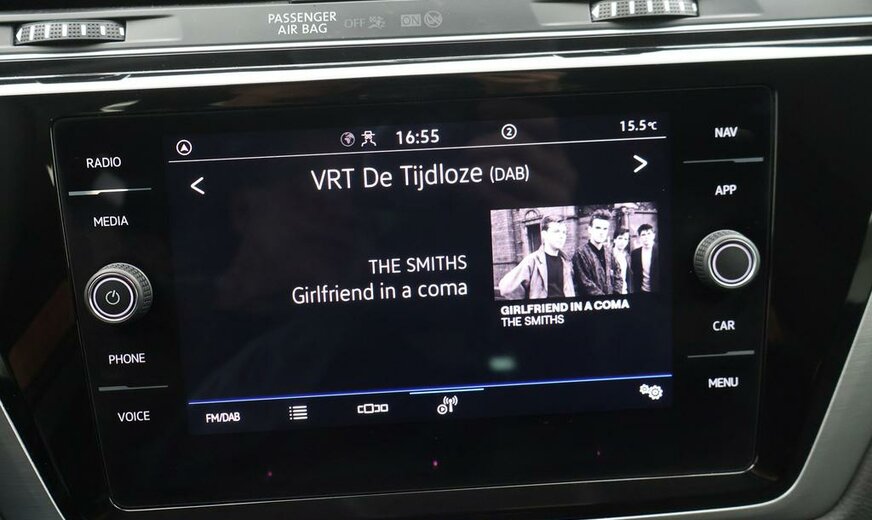 PASSENGER
AIR BAG
OFF
ON
RADIO
MEDIA
PHONE
VOICE
16:55
2
15.5°C
<
VRT De Tijdloze (DAB)
>
THE SMITHS
Girlfriend in a coma
GIRLFRIEND IN A COMA
THE SMITHS
FM/DAB
NAV
APP
CAR
MENU